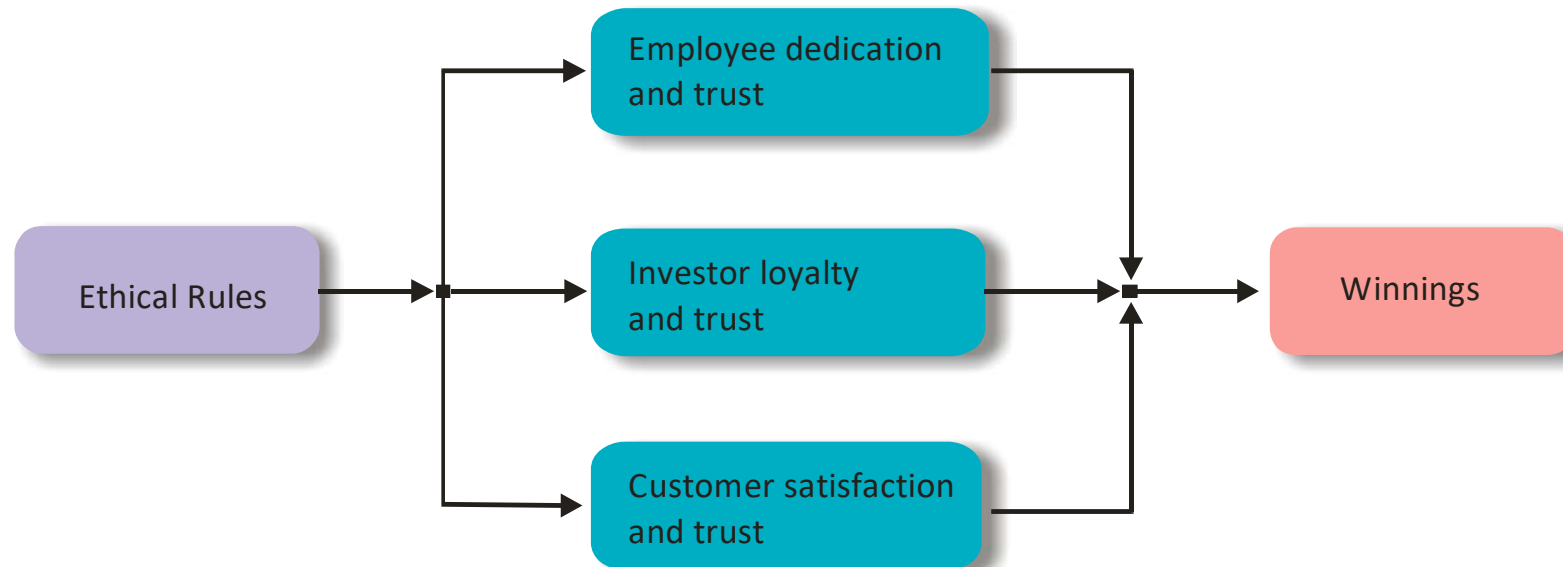 Employee dedication
and trust
Ethical Rules
Investor loyalty
and trust
Winnings
Customer satisfaction
and trust